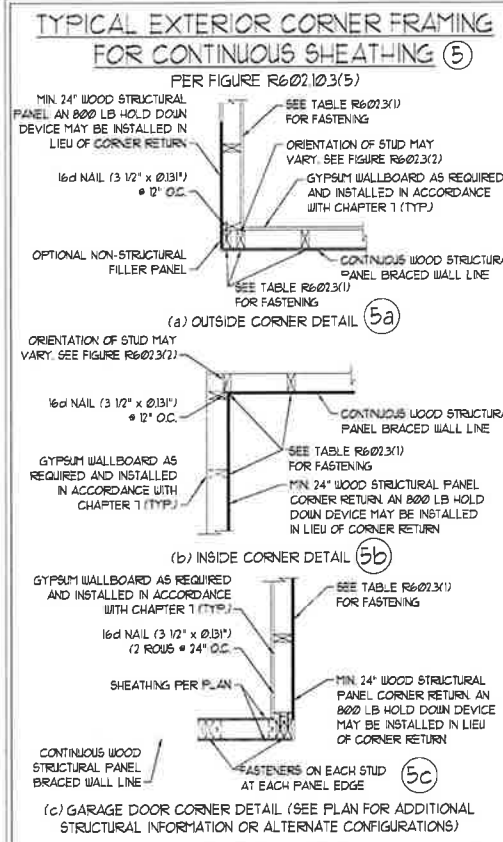 TYPICAL EXTERIOR CORNER FRAMING
FOR CONTINUOUS SHEATHING 5
PER FIGURE R602.10.3(5)
MIN. 24" WOOD STRUCTURAL
PANEL. AN 800 LB HOLD DOWN
DEVICE MAY BE INSTALLED IN
LIEU OF CORNER RETURN
16d NAIL (3 1/2" x 0.131")
@ 12" O.C.
OPTIONAL NON-STRUCTURAL
FILLER PANEL
SEE TABLE R602.3(1)
FOR FASTENING
ORIENTATION OF STUD MAY
VARY. SEE FIGURE R602.3(2)
GYPSUM WALLBOARD AS REQUIRED
AND INSTALLED IN ACCORDANCE
WITH CHAPTER 7 (TYP.)
CONTINUOUS WOOD STRUCTURA
PANEL BRACED WALL LINE
SEE TABLE R602.3(1)
FOR FASTENING
(a) OUTSIDE CORNER DETAIL 5a
ORIENTATION OF STUD MAY
VARY. SEE FIGURE R602.3(2)
16d NAIL (3 1/2" x 0.131")
@ 12" O.C.
GYPSUM WALLBOARD AS
REQUIRED AND INSTALLED
IN ACCORDANCE WITH
CHAPTER 7 (TYP.)
CONTINUOUS WOOD STRUCTURA
PANEL BRACED WALL LINE
SEE TABLE R602.3(1)
FOR FASTENING
MIN. 24" WOOD STRUCTURAL PANEL
CORNER RETURN. AN 800 LB HOLD
DOWN DEVICE MAY BE INSTALLED
IN LIEU OF CORNER RETURN
(b) INSIDE CORNER DETAIL 5b
GYPSUM WALLBOARD AS REQUIRED
AND INSTALLED IN ACCORDANCE
WITH CHAPTER 7 (TYP.)
16d NAIL (3 1/2" x 0.131")
(2 ROWS @ 24" O.C.
SHEATHING PER PLAN
CONTINUOUS WOOD
STRUCTURAL PANEL
BRACED WALL LINE
SEE TABLE R602.3(1)
FOR FASTENING
MIN. 24" WOOD STRUCTURAL
PANEL CORNER RETURN. AN
800 LB HOLD DOWN DEVICE
MAY BE INSTALLED IN LIEU
OF CORNER RETURN
FASTENERS ON EACH STUD
AT EACH PANEL EDGE
5c
(c) GARAGE DOOR CORNER DETAIL (SEE PLAN FOR ADDITIONAL
STRUCTURAL INFORMATION OR ALTERNATE CONFIGURATIONS)